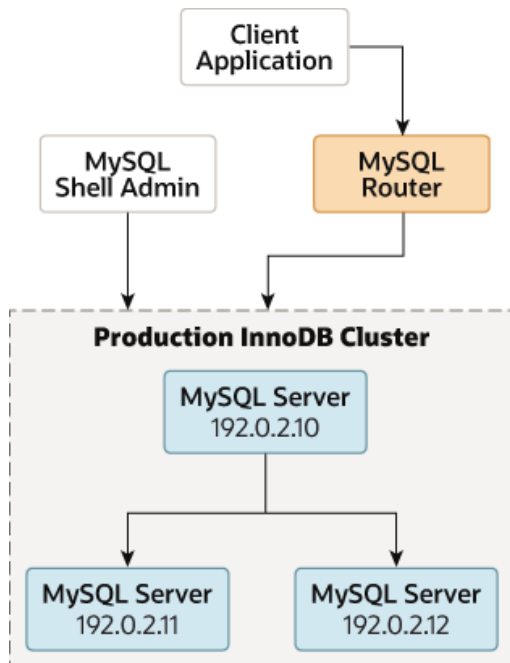 Client
Application
MySQL
Shell Admin
MySQL
Router
Production InnoDB Cluster
MySQL Server
192.0.2.10
MySQL Server
192.0.2.11
MySQL Server
192.0.2.12